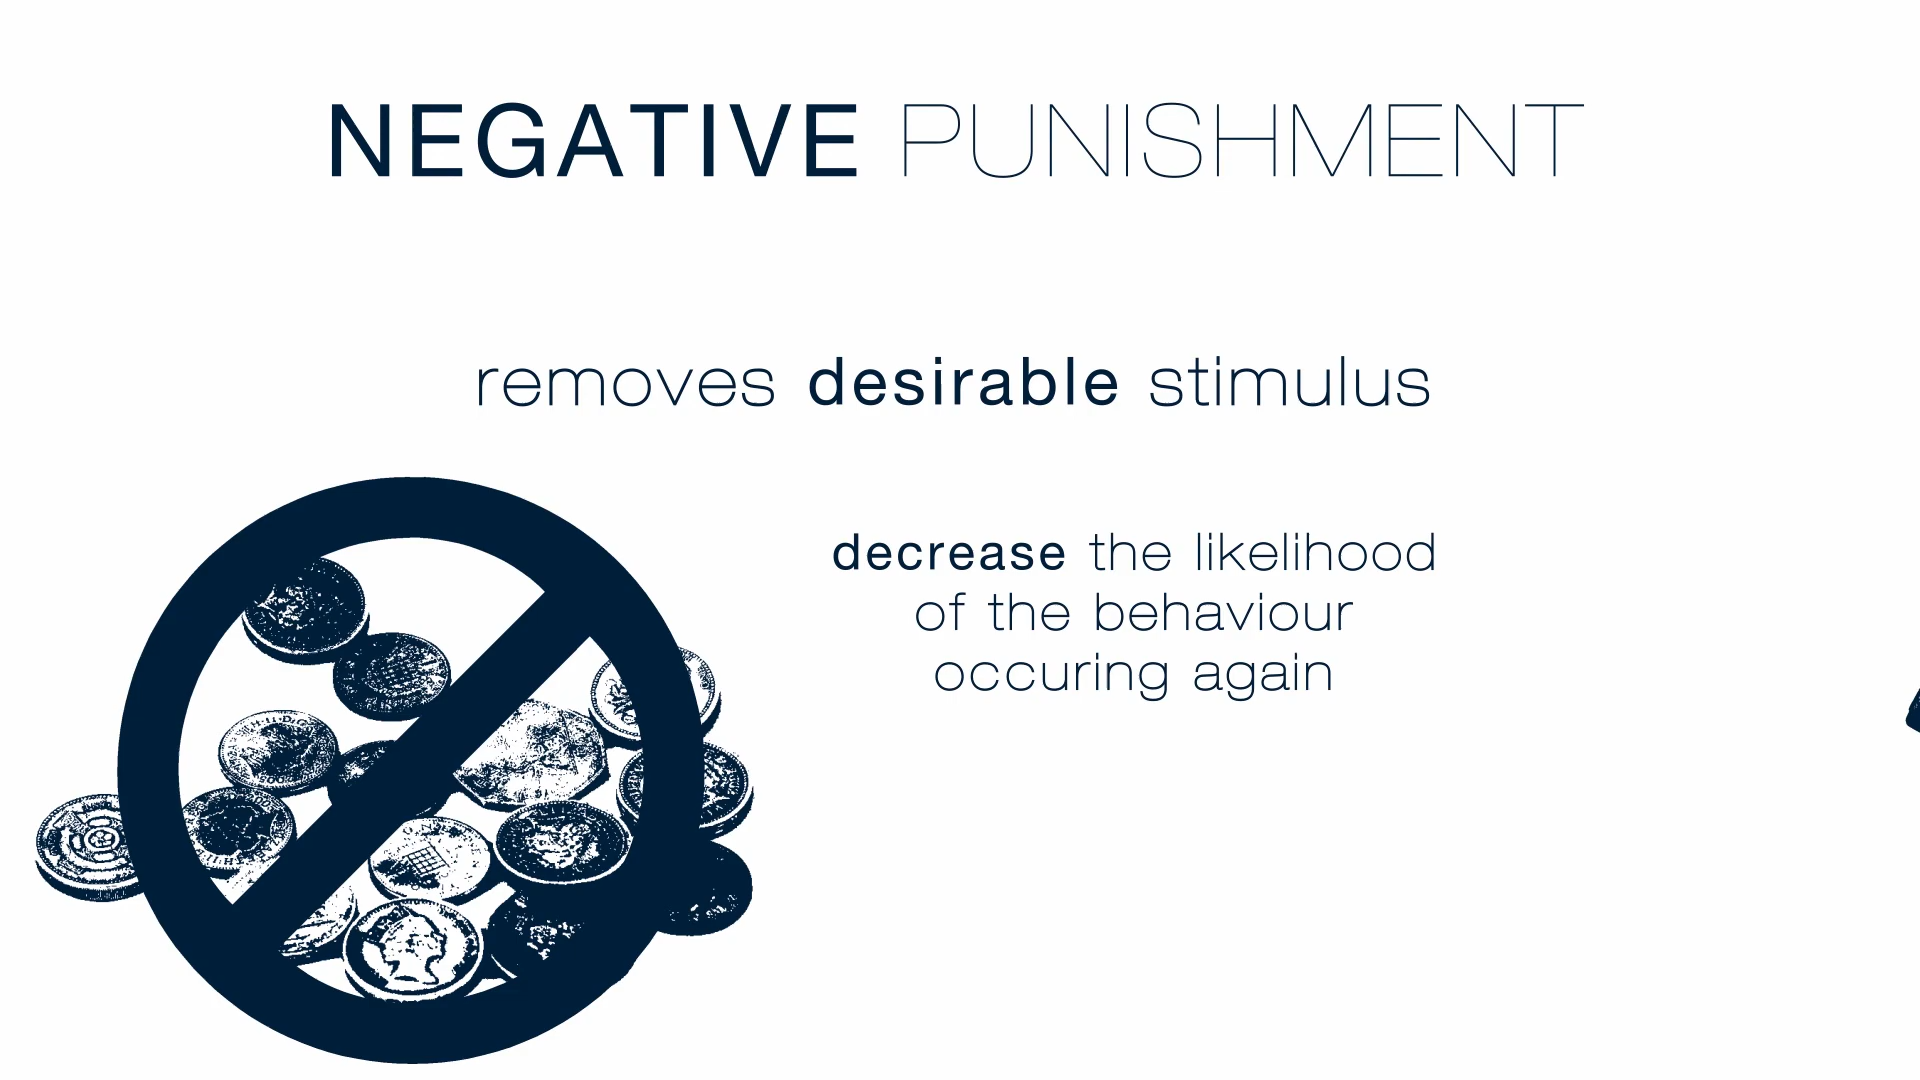 NEGATIVE PUNISHMENT
removes desirable stimulus
decrease the likelihood
of the behaviour
occuring again